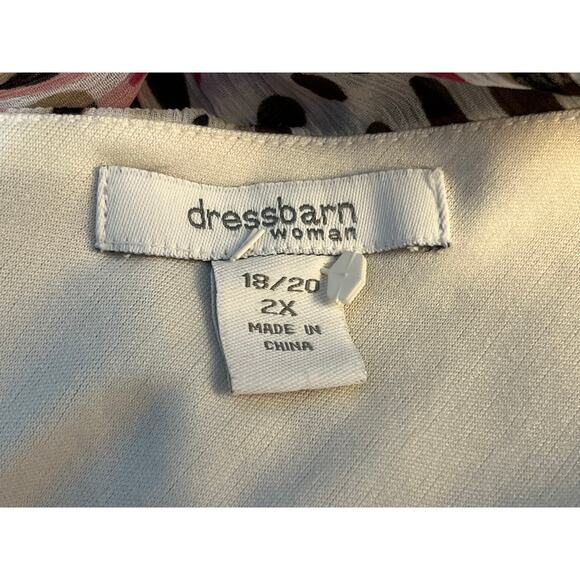 dressbarn
woman
18/20
2X
MADE IN
CHINA